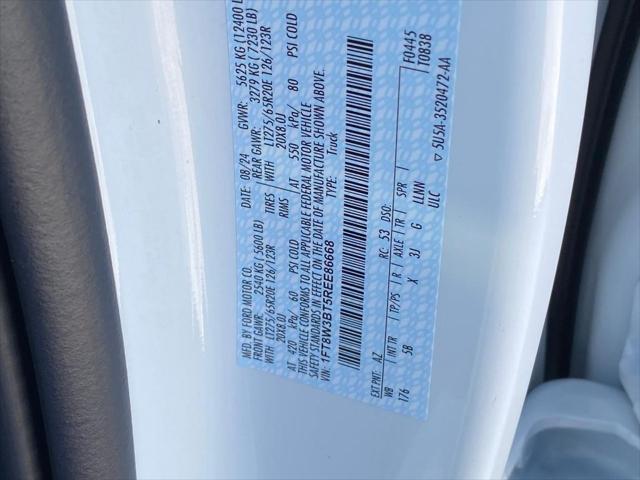 MFD. BY FORD MOTOR CO.
DATE: 08/24 GVWR: 5625 KG (12400 L
FRONT GAWR: 2540 KG ( 5600 LB) REAR GAWR: 3279 KG ( 7230 LB)
WITH LT275/65R20E 126/123R TIRES WITH LT275/65R20E 126/123R
20X8.0J RIMS 20X8.0J
AT 420 kPa/ 60 PSI COLD AT 550 kPa/ 80 PSI COLD
THIS VEHICLE CONFORMS TO ALL APPLICABLE FEDERAL MOTOR VEHICLE
SAFETY STANDARDS IN EFFECT ON THE DATE OF MANUFACTURE SHOWN ABOVE.
VIN: 1FT8W3BT5REE86668 TYPE: Truck
F0445
T0838
EXT PNT: AZ RC: 53 DSO:
WB INT TR TP/PS R AXLE TR SPR
176 5B X 3J G LLMN
ULC
5U5A-3520472-AA